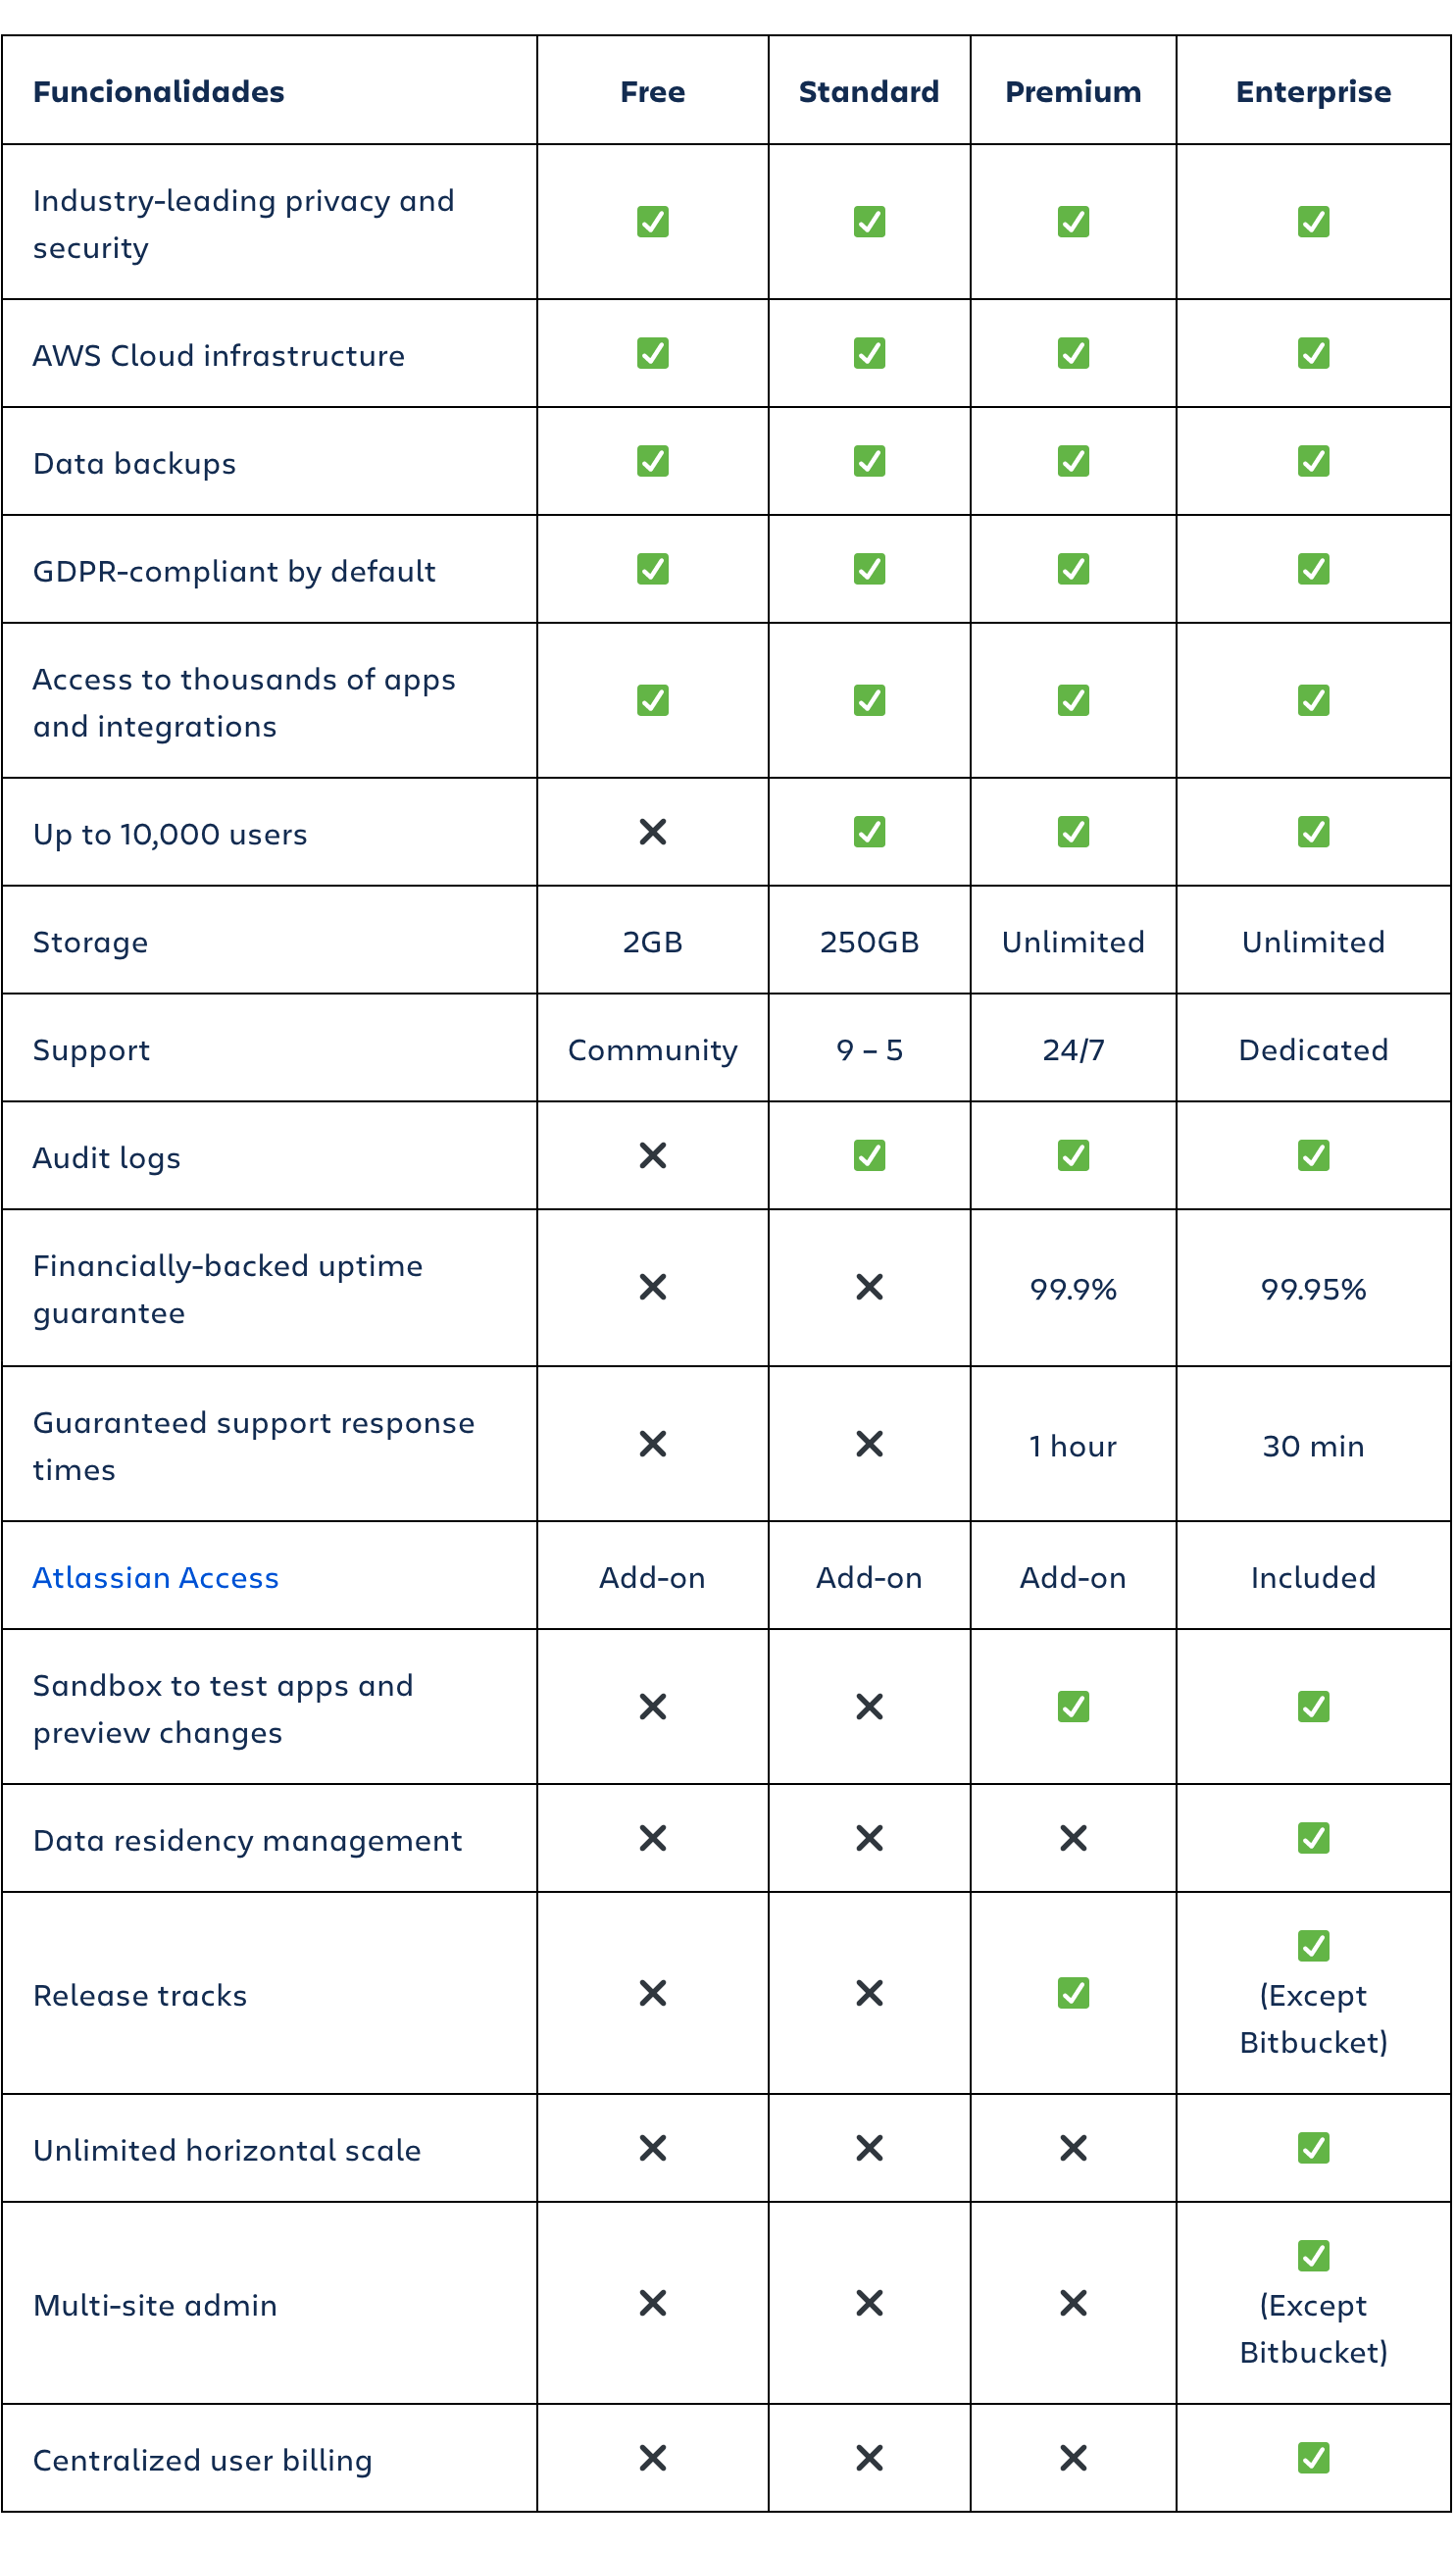 Funcionalidades Free Standard Premium Enterprise
Industry-leading privacy and
security
✅ ✅ ✅ ✅
AWS Cloud infrastructure ✅ ✅ ✅ ✅
Data backups ✅ ✅ ✅ ✅
GDPR-compliant by default ✅ ✅ ✅ ✅
Access to thousands of apps
and integrations
✅ ✅ ✅ ✅
Up to 10,000 users ❌ ✅ ✅ ✅
Storage 2GB 250GB Unlimited Unlimited
Support Community 9 – 5 24/7 Dedicated
Audit logs ❌ ✅ ✅ ✅
Financially-backed uptime
guarantee
❌ ❌ 99.9% 99.95%
Guaranteed support response
times
❌ ❌ 1 hour 30 min
Atlassian Access Add-on Add-on Add-on Included
Sandbox to test apps and
preview changes
❌ ❌ ✅ ✅
Data residency management ❌ ❌ ❌ ✅
Release tracks ❌ ❌ ✅ ✅
(Except
Bitbucket)
Unlimited horizontal scale ❌ ❌ ❌ ✅
Multi-site admin ❌ ❌ ❌ ✅
(Except
Bitbucket)
Centralized user billing ❌ ❌ ❌ ✅